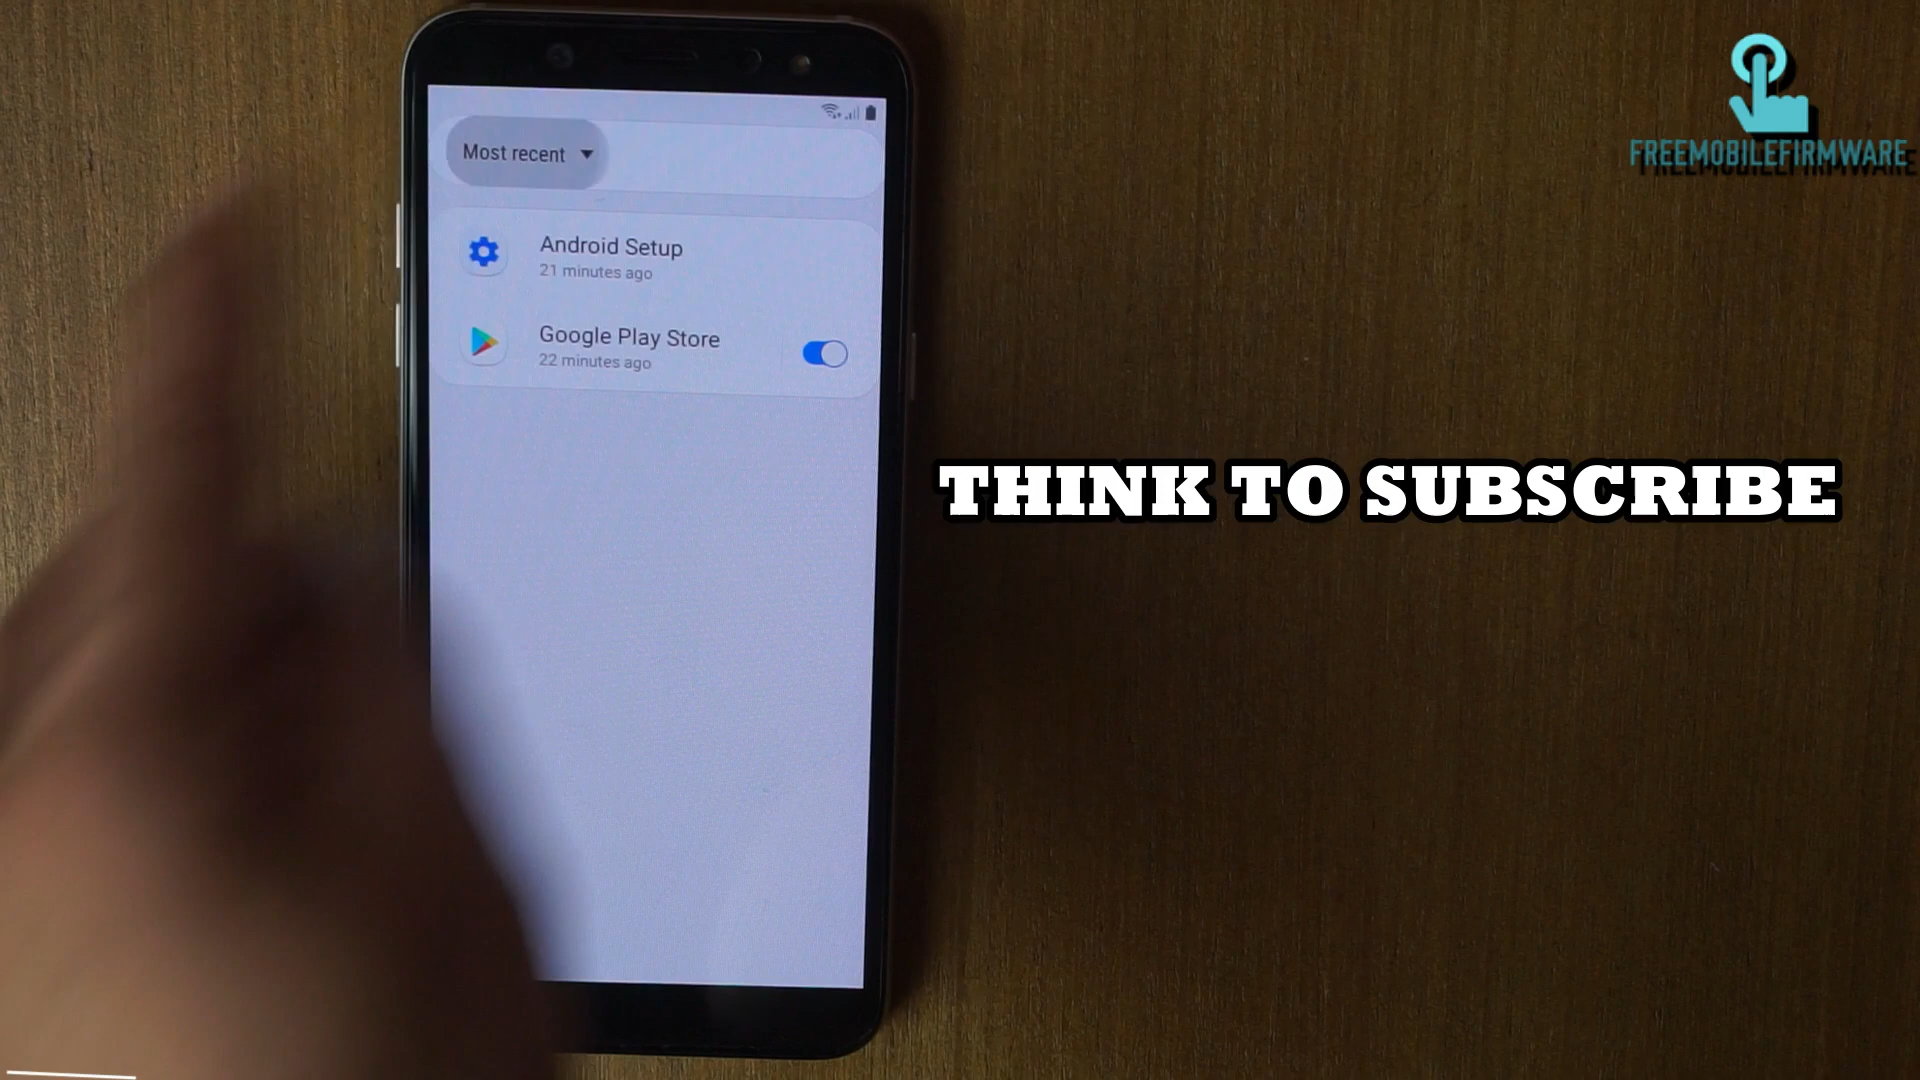 Most recent
Android Setup
21 minutes ago
Google Play Store
22 minutes ago
THINK TO SUBSCRIBE
FREEMOBILEFIRMWARE